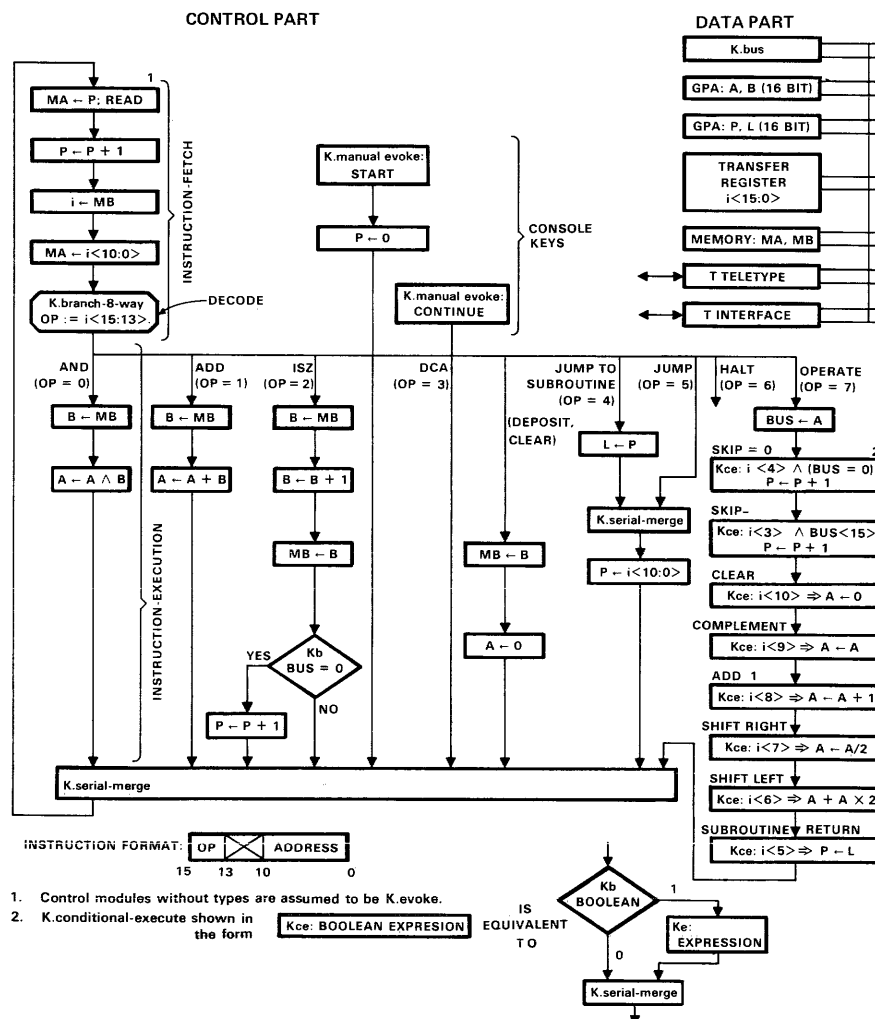 CONTROL PART
DATA PART
1
MA ← P; READ
P ← P + 1
i ← MB
MA ← i<10:0>
K.branch-8-way
OP := i<15:13>.
DECODE
INSTRUCTION-FETCH
K.manual evoke:
START
P ← 0
K.manual evoke:
CONTINUE
CONSOLE
KEYS
K.bus
GPA: A, B (16 BIT)
GPA: P, L (16 BIT)
TRANSFER
REGISTER
i<15:0>
MEMORY: MA, MB
T TELETYPE
T INTERFACE
INSTRUCTION-EXECUTION
AND
(OP = 0)
B ← MB
A ← A ∧ B
ADD
(OP = 1)
B ← MB
A ← A + B
ISZ
(OP = 2)
B ← MB
B ← B + 1
MB ← B
Kb
BUS = 0
YES
NO
P ← P + 1
DCA
(OP = 3)
(DEPOSIT,
CLEAR)
MB ← B
A ← 0
JUMP TO
SUBROUTINE
(OP = 4)
L ← P
JUMP
(OP = 5)
K.serial-merge
P ← i<10:0>
HALT
(OP = 6)
OPERATE
(OP = 7)
BUS ← A
SKIP = 0
2
Kce: i <4> ∧ (BUS = 0)
P ← P + 1
SKIP–
Kce: i<3> ∧ BUS<15>
P ← P + 1
CLEAR
Kce: i<10> ⇒ A ← 0
COMPLEMENT
Kce: i<9> ⇒ A ← A
ADD 1
Kce: i<8> ⇒ A ← A + 1
SHIFT RIGHT
Kce: i<7> ⇒ A ← A/2
SHIFT LEFT
Kce: i<6> ⇒ A + A × 2
SUBROUTINE RETURN
Kce: i<5> ⇒ P ← L
K.serial-merge
INSTRUCTION FORMAT:
OP
ADDRESS
15 13 10 0
1. Control modules without types are assumed to be K.evoke.
2. K.conditional-execute shown in
the form
Kce: BOOLEAN EXPRESION
IS
EQUIVALENT
TO
Kb
BOOLEAN
1
0
Ke:
EXPRESSION
K.serial-merge